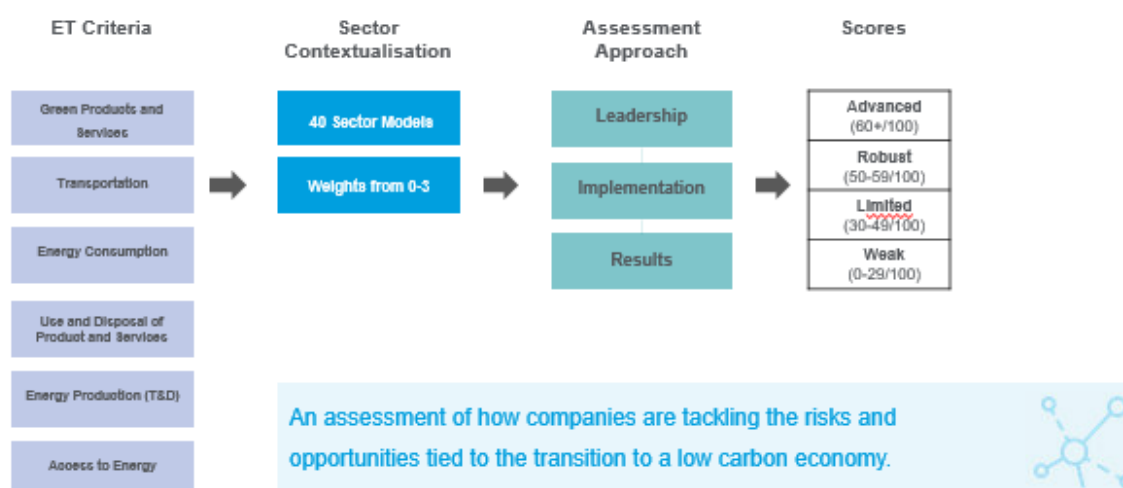 ET Criteria
Sector
Contextualisation
Assessment
Approach
Scores
Green Products and
Services
Transportation
Energy Consumption
Use and Disposal of
Product and Services
Energy Production (T&D)
Access to Energy
40 Sector Models
Weights from 0-3
Leadership
Implementation
Results
Advanced
(60+/100)
Robust
(50-59/100)
Limited
(30-49/100)
Weak
(0-29/100)
An assessment of how companies are tackling the risks and
opportunities tied to the transition to a low carbon economy.